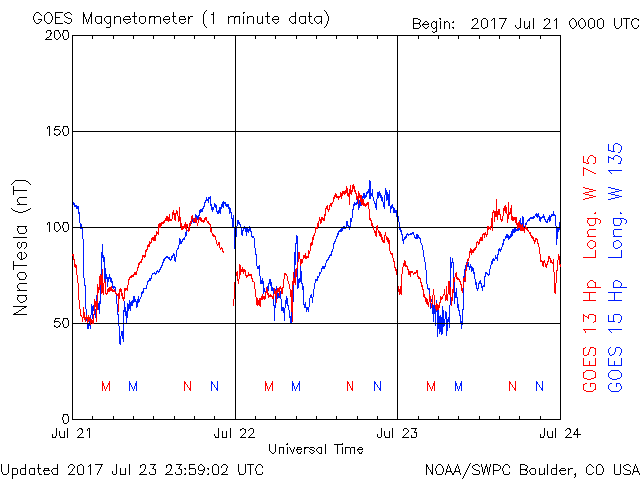 GOES Magnetometer (1 minute data)
Begin: 2017 Jul 21 0000 UTC
200
150
100
50
0
NanoTesla (nT)
M M N N M M N N M M N N
Jul 21 Jul 22 Jul 23 Jul 24
Universal Time
GOES 13 Hp Long. W 75
GOES 15 Hp Long. W 135
Updated 2017 Jul 23 23:59:02 UTC
NOAA/SWPC Boulder, CO USA